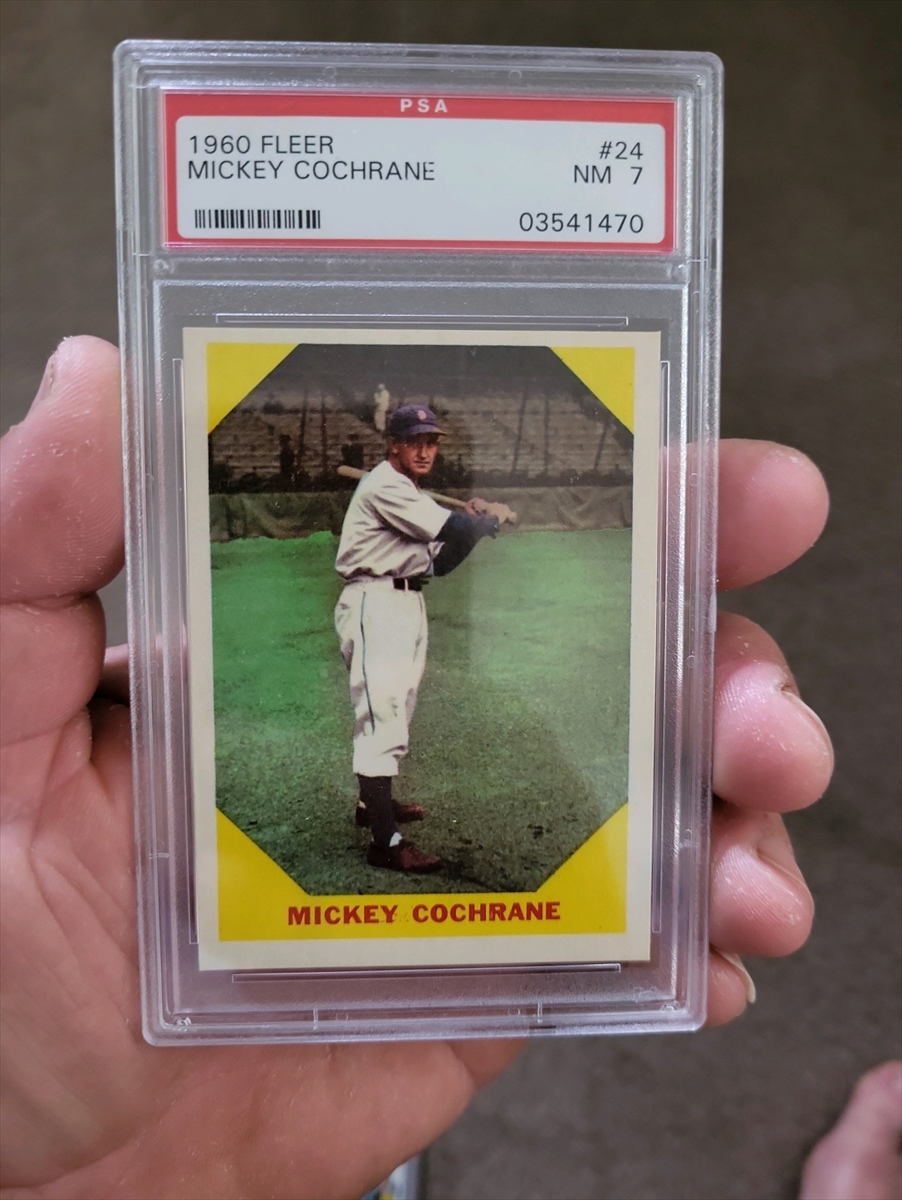 PSA
1960 FLEER #24
MICKEY COCHRANE NM 7
03541470
MICKEY COCHRANE